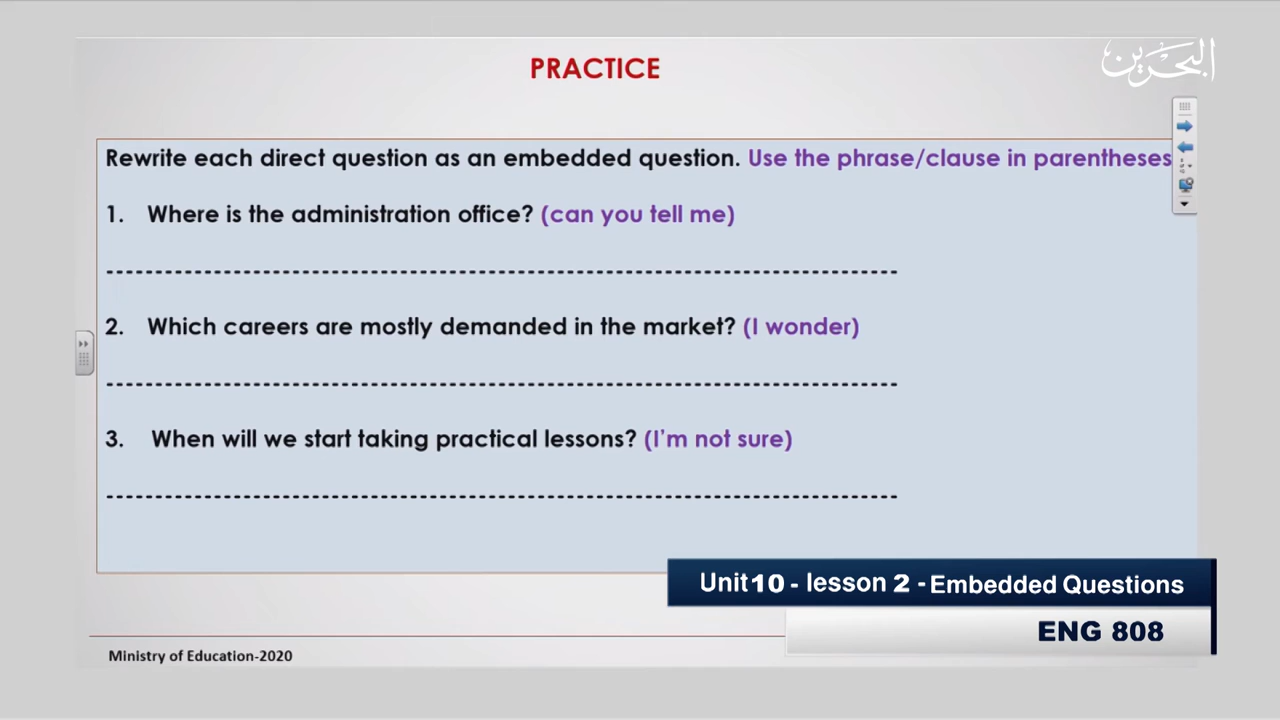 البحرين
PRACTICE
Rewrite each direct question as an embedded question. Use the phrase/clause in parentheses
1. Where is the administration office? (can you tell me)
--------------------------------------------------------------------------------
2. Which careers are mostly demanded in the market? (I wonder)
--------------------------------------------------------------------------------
3. When will we start taking practical lessons? (I'm not sure)
--------------------------------------------------------------------------------
Unit10 - lesson 2 - Embedded Questions
ENG 808
Ministry of Education-2020